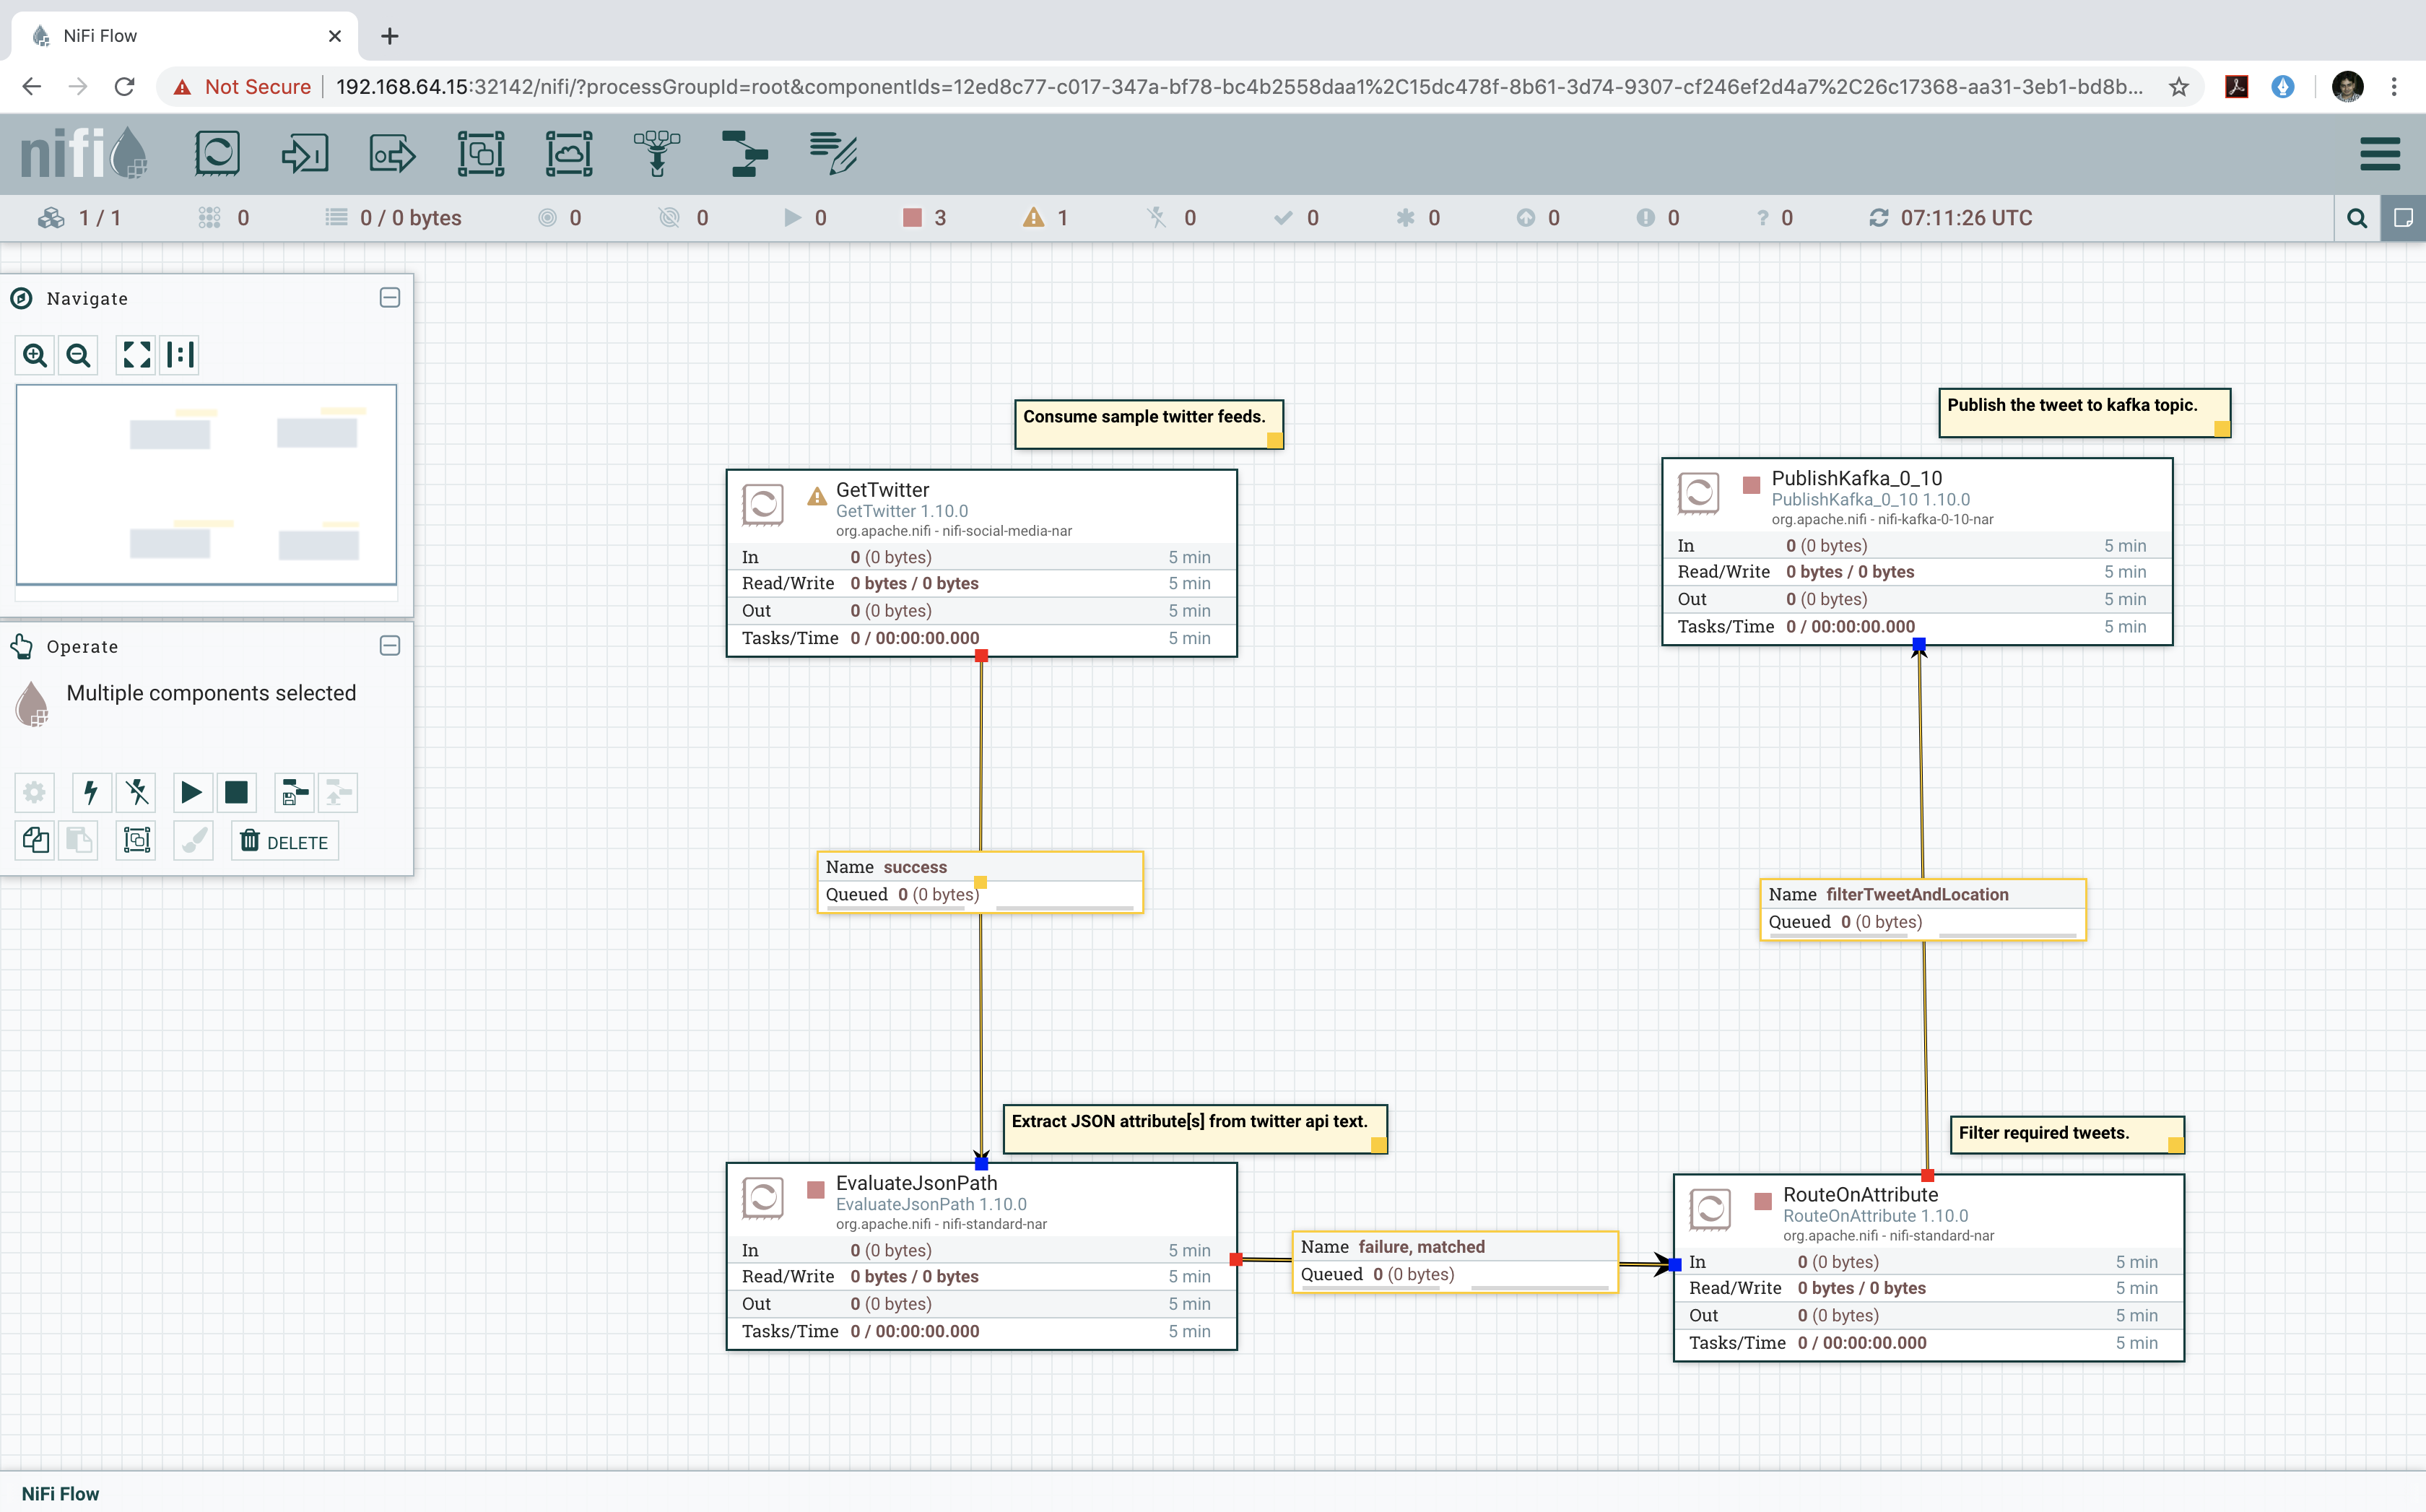 NiFi Flow
Not Secure
192.168.64.15:32142/nifi/?processGroupId=root&componentIds=12ed8c77-c017-347a-bf78-bc4b2558daa1%2C15dc478f-8b61-3d74-9307-cf246ef2d4a7%2C26c17368-aa31-3eb1-bd8b...
nifi
1 / 1
0
0 / 0 bytes
0
0
0
3
1
0
0
0
0
0
? 0
07:11:26 UTC
Navigate
Operate
Multiple components selected
DELETE
Consume sample twitter feeds.
GetTwitter
GetTwitter 1.10.0
org.apache.nifi - nifi-social-media-nar
In 0 (0 bytes) 5 min
Read/Write 0 bytes / 0 bytes 5 min
Out 0 (0 bytes) 5 min
Tasks/Time 0 / 00:00:00.000 5 min
Publish the tweet to kafka topic.
PublishKafka_0_10
PublishKafka_0_10 1.10.0
org.apache.nifi - nifi-kafka-0-10-nar
In 0 (0 bytes) 5 min
Read/Write 0 bytes / 0 bytes 5 min
Out 0 (0 bytes) 5 min
Tasks/Time 0 / 00:00:00.000 5 min
Name success
Queued 0 (0 bytes)
Name filterTweetAndLocation
Queued 0 (0 bytes)
Extract JSON attribute[s] from twitter api text.
EvaluateJsonPath
EvaluateJsonPath 1.10.0
org.apache.nifi - nifi-standard-nar
In 0 (0 bytes) 5 min
Read/Write 0 bytes / 0 bytes 5 min
Out 0 (0 bytes) 5 min
Tasks/Time 0 / 00:00:00.000 5 min
Name failure, matched
Queued 0 (0 bytes)
Filter required tweets.
RouteOnAttribute
RouteOnAttribute 1.10.0
org.apache.nifi - nifi-standard-nar
In 0 (0 bytes) 5 min
Read/Write 0 bytes / 0 bytes 5 min
Out 0 (0 bytes) 5 min
Tasks/Time 0 / 00:00:00.000 5 min
NiFi Flow